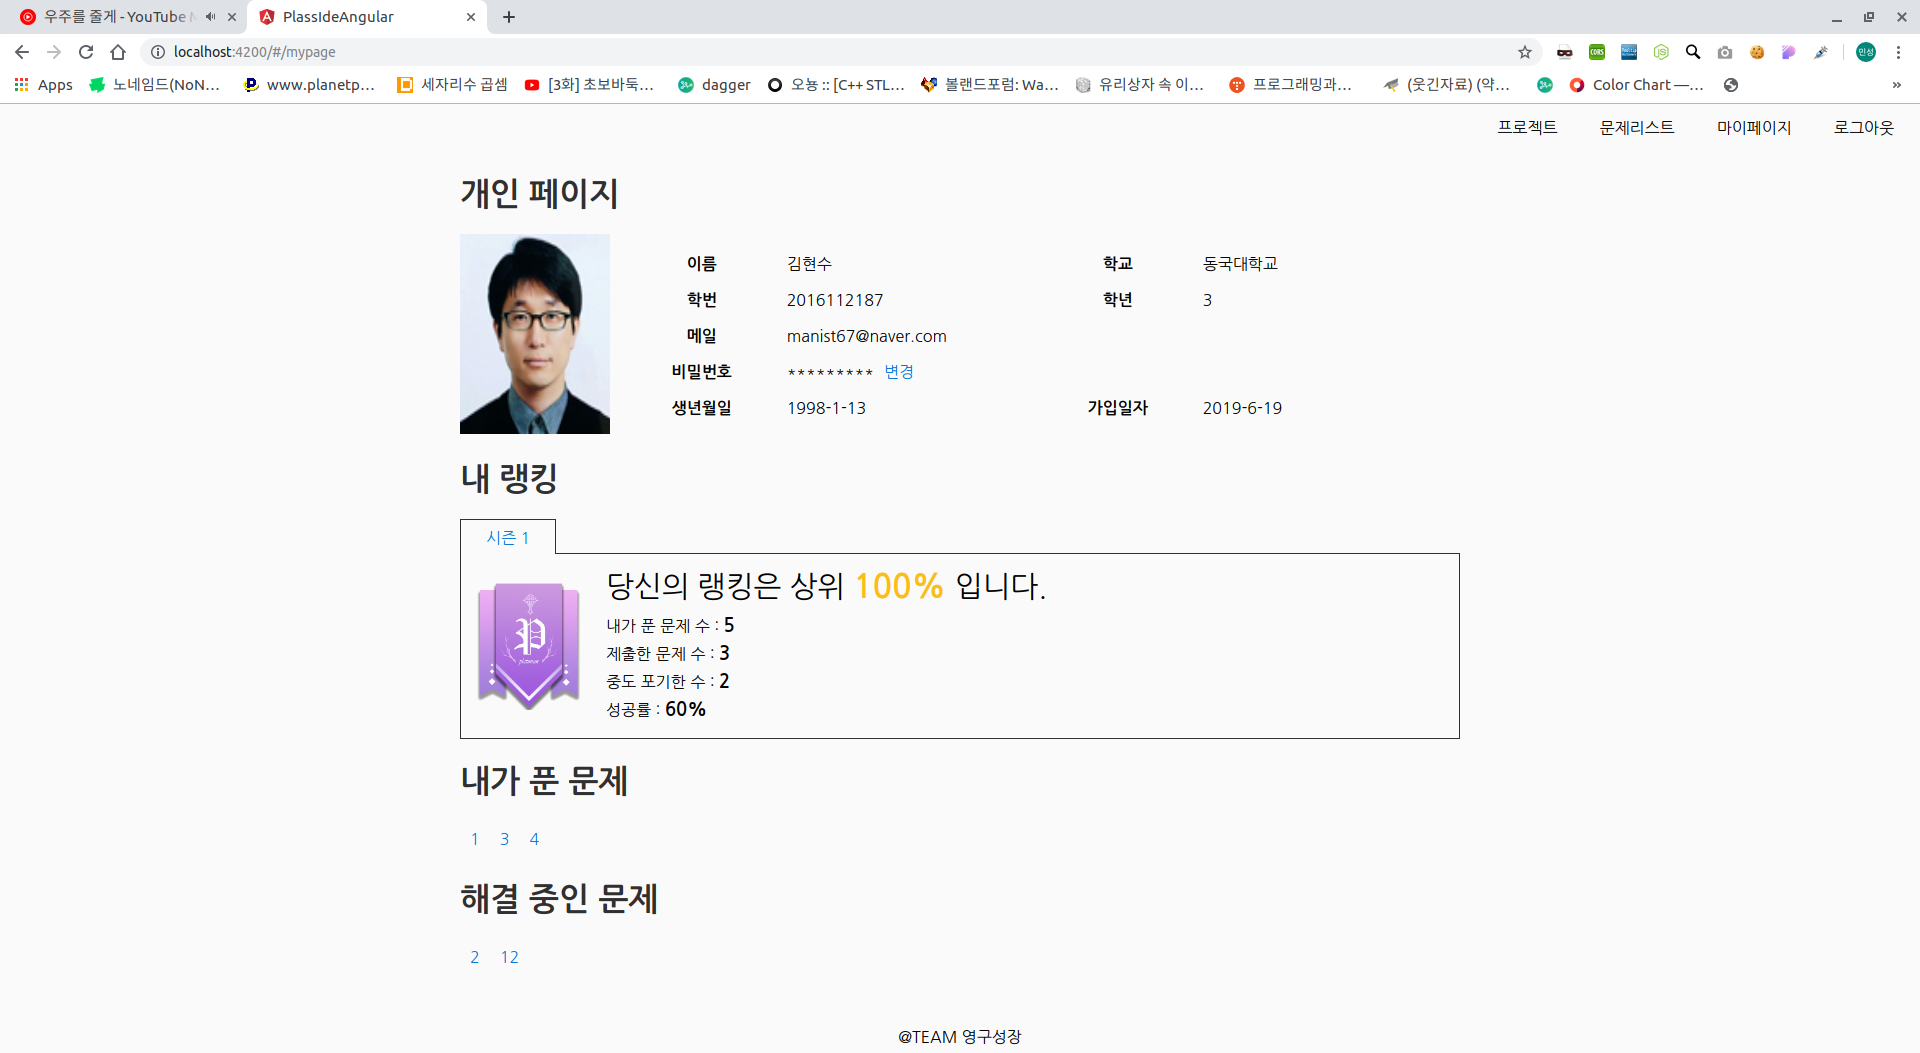 우주를 줄게 - YouTube M
PlassIdeAngular
localhost:4200/#/mypage
민성
Apps 노네임드(NoN... www.planetp... 세자리수 곱셈 [3화] 초보바둑... dagger 오눙 :: [C++ STL... 볼랜드포럼: Wa... 유리상자 속 이... 프로그래밍과... (웃긴자료) (약... Color Chart —... »
프로젝트 문제리스트 마이페이지 로그아웃
개인 페이지
이름 김현수 학교 동국대학교
학번 2016112187 학년 3
메일 manist67@naver.com
비밀번호 ********* 변경
생년월일 1998-1-13 가입일자 2019-6-19
내 랭킹
시즌 1
당신의 랭킹은 상위 100% 입니다.
P
내가 푼 문제 수 : 5
제출한 문제 수 : 3
중도 포기한 수 : 2
성공률 : 60%
내가 푼 문제
1 3 4
해결 중인 문제
2 12
@TEAM 영구성장